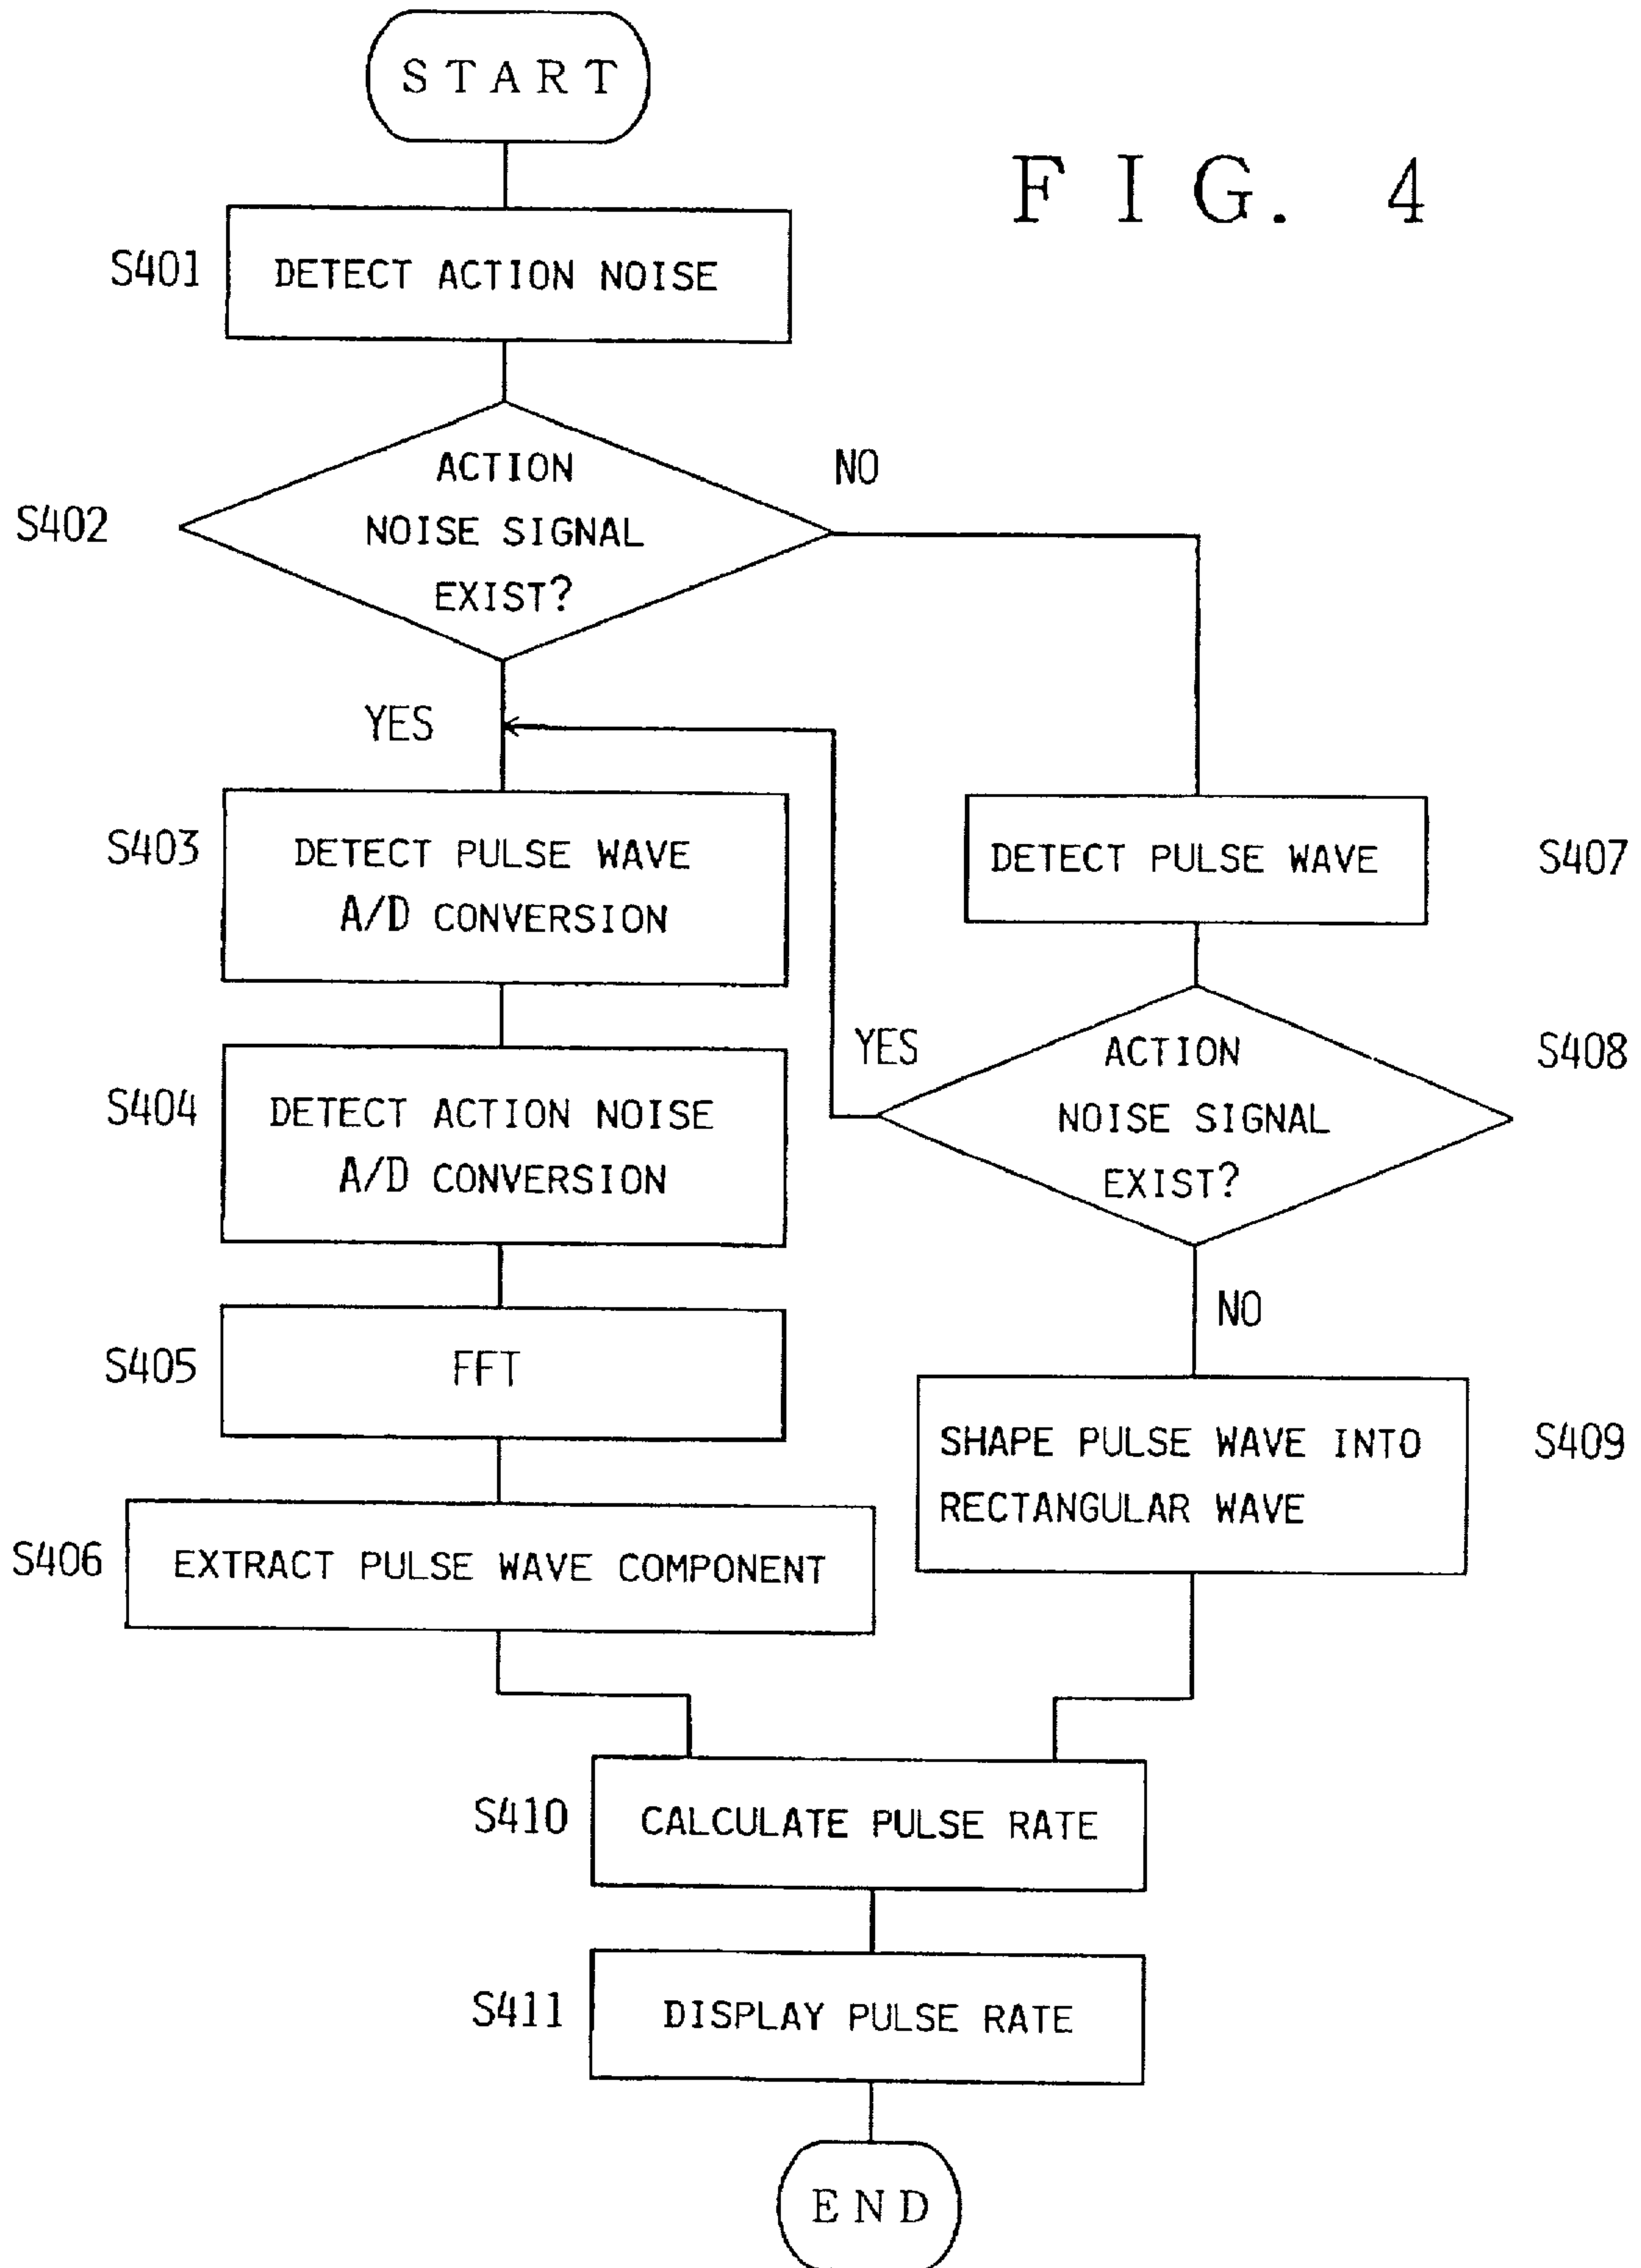 START
FIG. 4
S401
DETECT ACTION NOISE
S402
ACTION
NOISE SIGNAL
EXIST?
NO
YES
S403
DETECT PULSE WAVE
A/D CONVERSION
S404
DETECT ACTION NOISE
A/D CONVERSION
S405
FFT
S406
EXTRACT PULSE WAVE COMPONENT
DETECT PULSE WAVE
S407
YES
ACTION
NOISE SIGNAL
EXIST?
S408
NO
SHAPE PULSE WAVE INTO
RECTANGULAR WAVE
S409
S410
CALCULATE PULSE RATE
S411
DISPLAY PULSE RATE
END